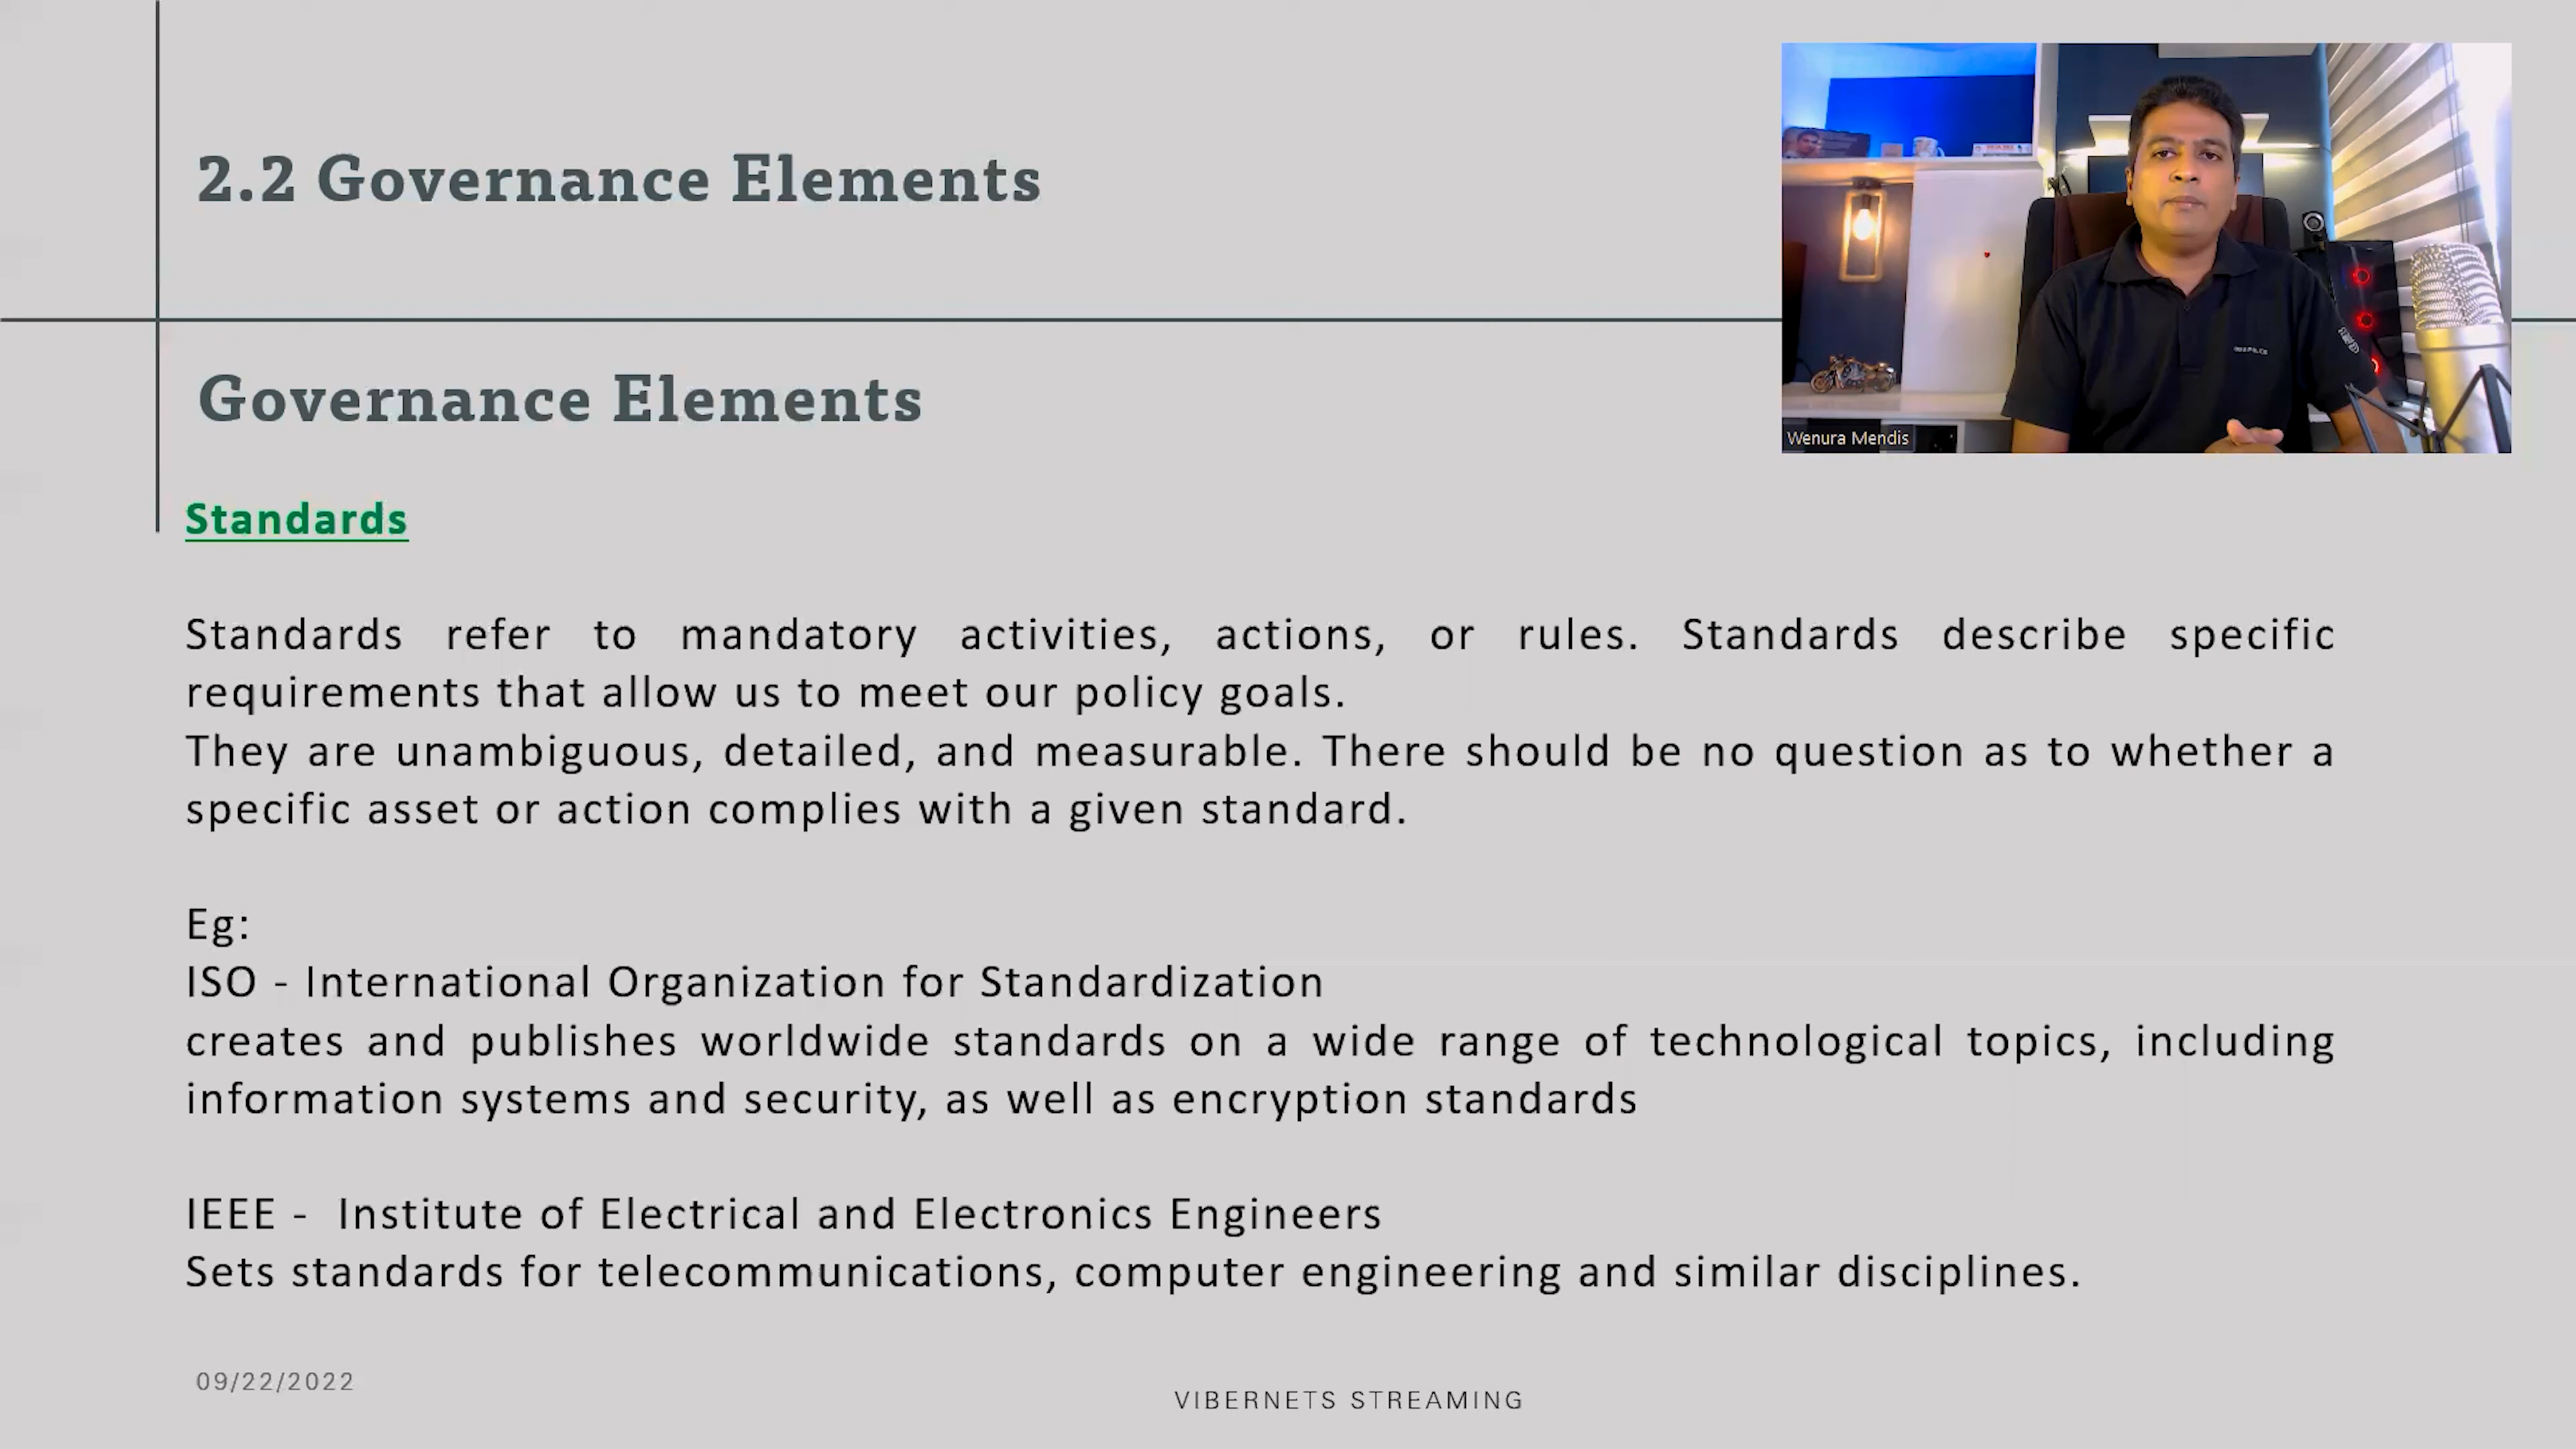 2.2 Governance Elements
Wenura Mendis
Governance Elements
Standards
Standards refer to mandatory activities, actions, or rules. Standards describe specific
requirements that allow us to meet our policy goals.
They are unambiguous, detailed, and measurable. There should be no question as to whether a
specific asset or action complies with a given standard.
Eg:
ISO - International Organization for Standardization
creates and publishes worldwide standards on a wide range of technological topics, including
information systems and security, as well as encryption standards
IEEE -  Institute of Electrical and Electronics Engineers
Sets standards for telecommunications, computer engineering and similar disciplines.
09/22/2022
VIBERNETS STREAMING